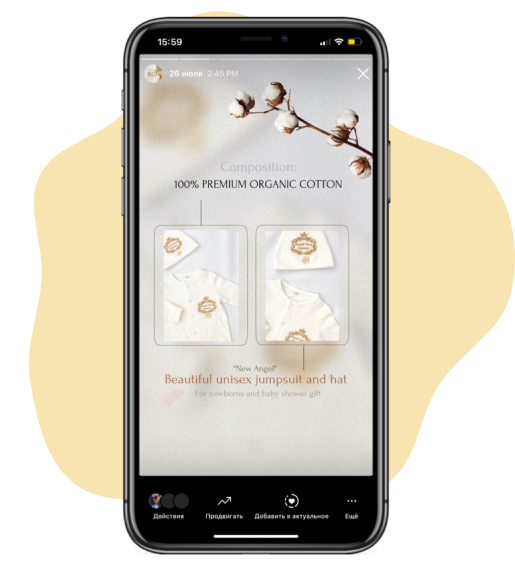 15:59
26 июля 2:45 PM
Composition:
100% PREMIUM ORGANIC COTTON
"New Angel"
Beautiful unisex jumpsuit and hat
For newborns and baby shower gift
Действия
Продвигать
Добавить в актуальное
Ещё